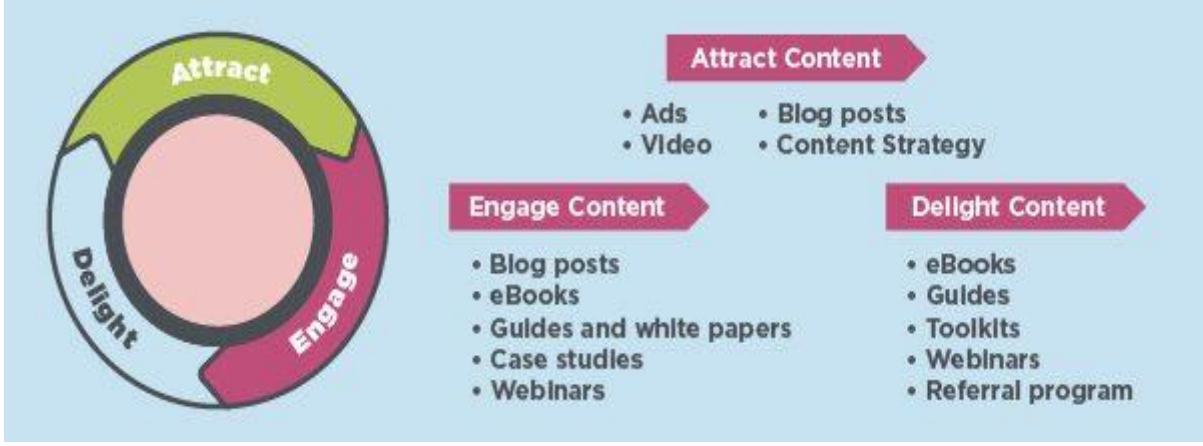 Attract
Engage
Delight
Attract Content
• Ads
• Video
• Blog posts
• Content Strategy
Engage Content
• Blog posts
• eBooks
• Guides and white papers
• Case studies
• Webinars
Delight Content
• eBooks
• Guides
• Toolkits
• Webinars
• Referral program